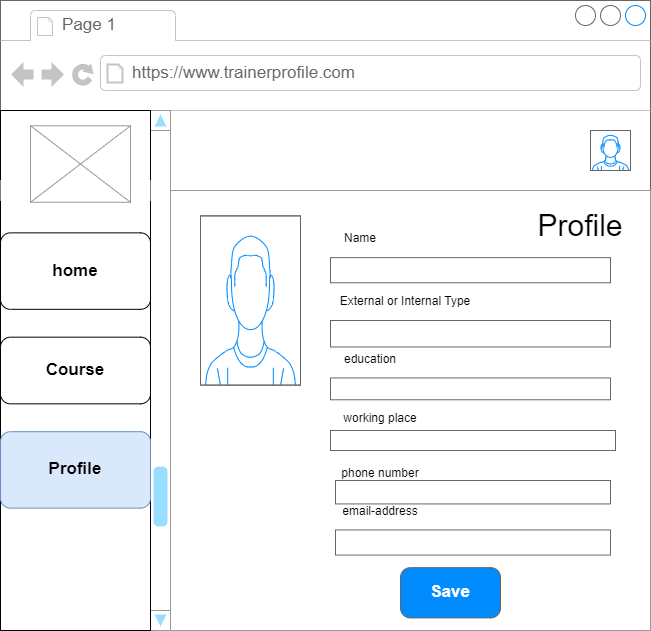 Page 1
https://www.trainerprofile.com
home
Course
Profile
Profile
Name
External or Internal Type
education
working place
phone number
email-address
Save